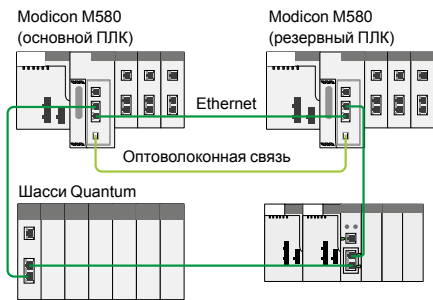 Modicon M580
(основной ПЛК)
Modicon M580
(резервный ПЛК)
Ethernet
Оптоволоконная связь
Шасси Quantum